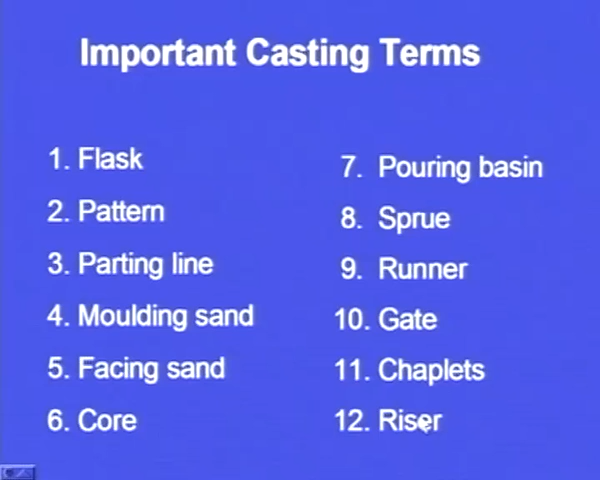 Important Casting Terms
1. Flask
2. Pattern
3. Parting line
4. Moulding sand
5. Facing sand
6. Core
7. Pouring basin
8. Sprue
9. Runner
10. Gate
11. Chaplets
12. Riser